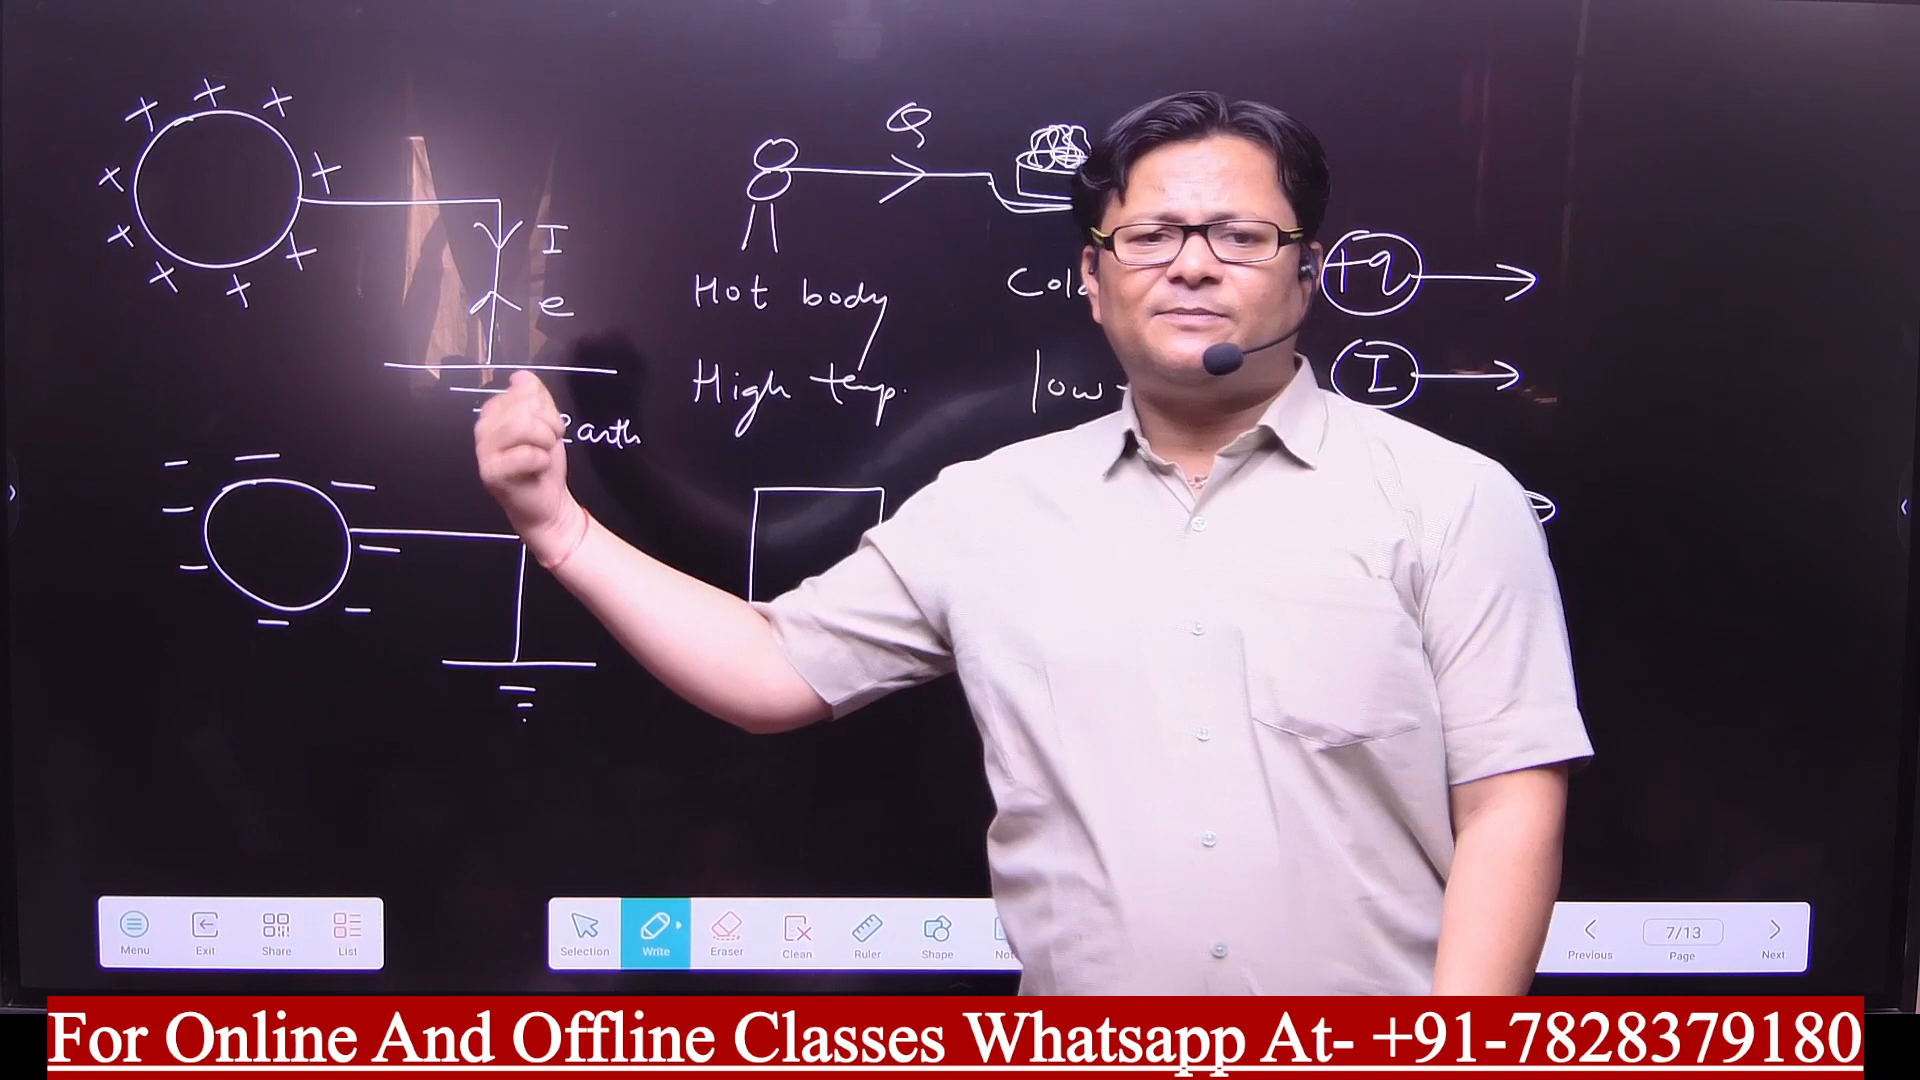 + + +
+ +
+
+ + + +
I
e
Earth
Q
Hot body
High temp.
low
+q
I
Menu Exit Share List
Selection Write Eraser Clean Ruler Shape
Previous 7/13 Page Next
For Online And Offline Classes Whatsapp At- +91-7828379180